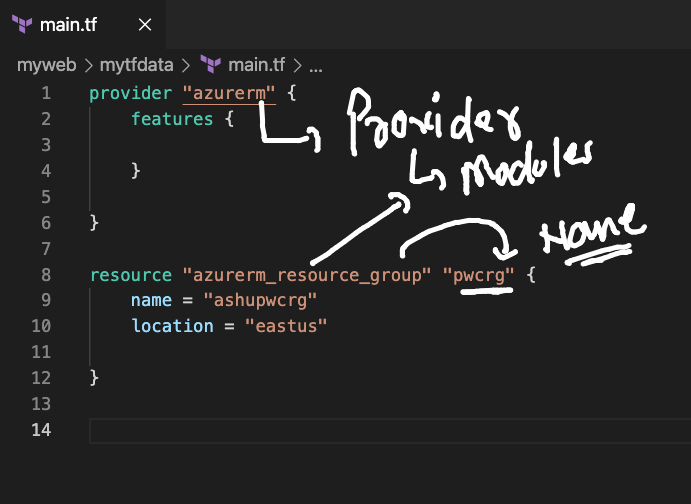 main.tf ×
myweb > mytfdata > main.tf > ...
1 provider "azurerm" {
2 features {
3
4 }
5
6 }
7
8 resource "azurerm_resource_group" "pwcrg" {
9 name = "ashupwcrg"
10 location = "eastus"
11
12 }
13
14
Provider
Modules
Name